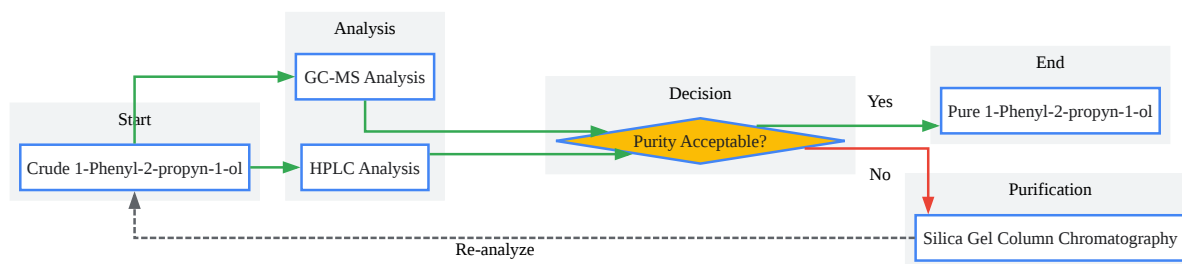 Analysis
GC-MS Analysis
End
Decision
Yes
Pure 1-Phenyl-2-propyn-1-ol
Start
Purity Acceptable?
Crude 1-Phenyl-2-propyn-1-ol
HPLC Analysis
No
Purification
Silica Gel Column Chromatography
Re-analyze